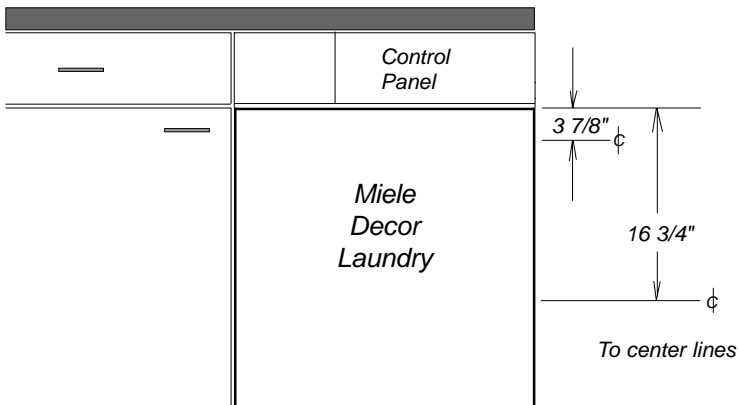 Control
Panel
3 7/8"
℄
Miele
Decor
Laundry
16 3/4"
℄
To center lines